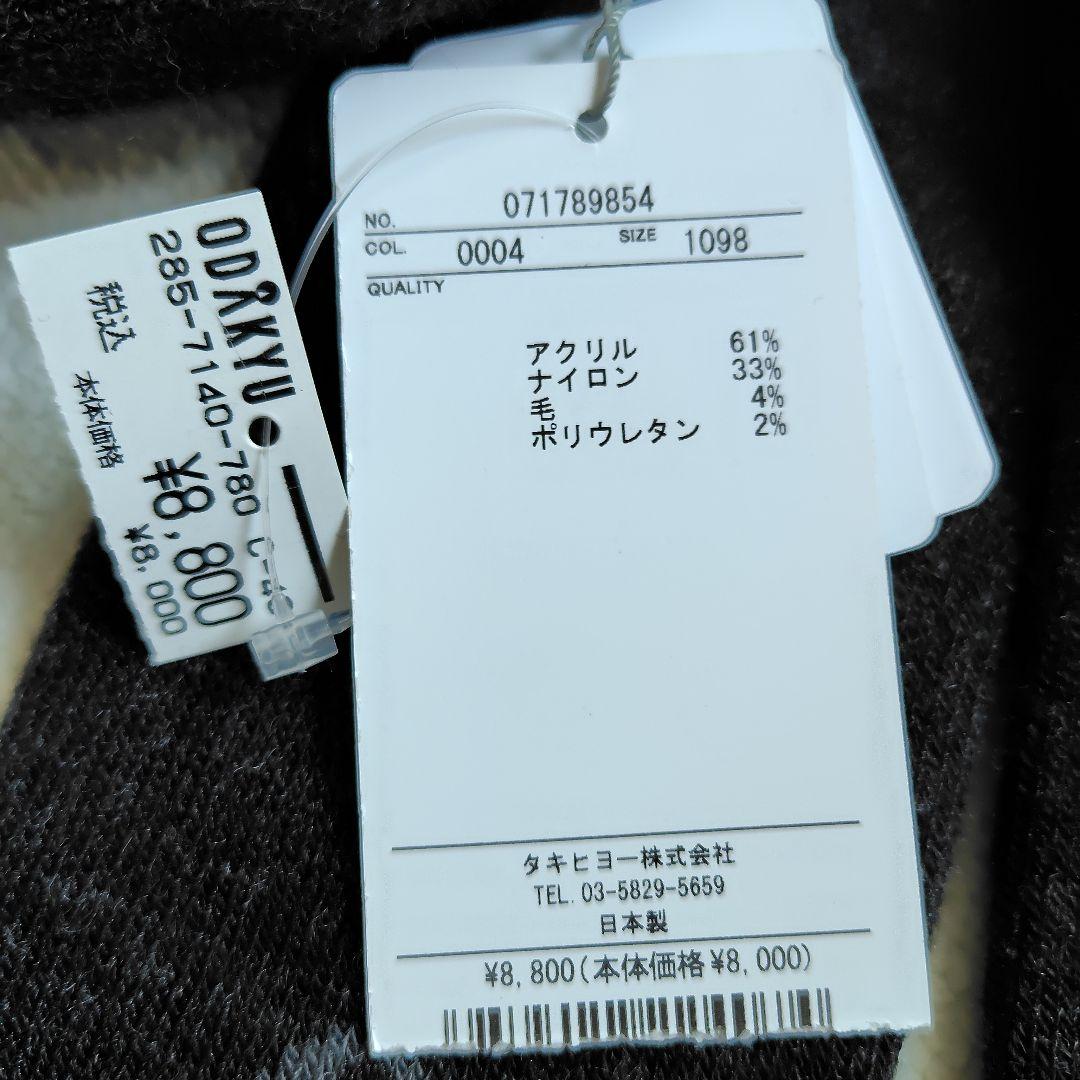 ODAKYU
285-7140-780
税込 ¥8,800
本体価格 ¥8,000
NO. 071789854
COL. 0004 SIZE 1098
QUALITY
アクリル 61%
ナイロン 33%
毛 4%
ポリウレタン 2%
タキヒヨー株式会社
TEL. 03-5829-5659
日本製
¥8,800(本体価格¥8,000)